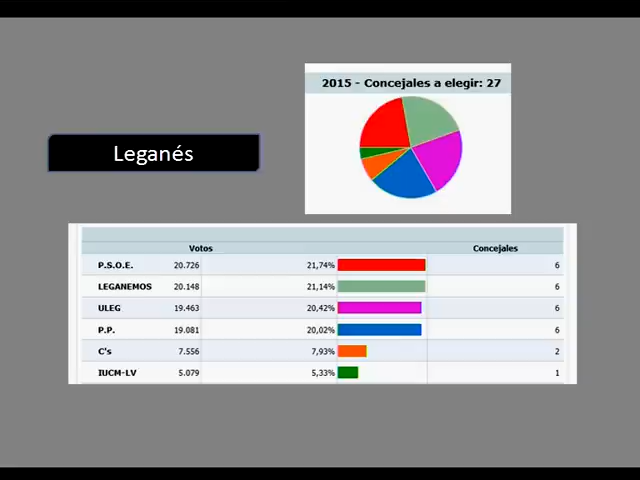 2015 - Concejales a elegir: 27
Leganés
Votos Concejales
P.S.O.E. 20.726 21,74% 6
LEGANEMOS 20.148 21,14% 6
ULEG 19.463 20,42% 6
P.P. 19.081 20,02% 6
C's 7.556 7,93% 2
IUCM-LV 5.079 5,33% 1